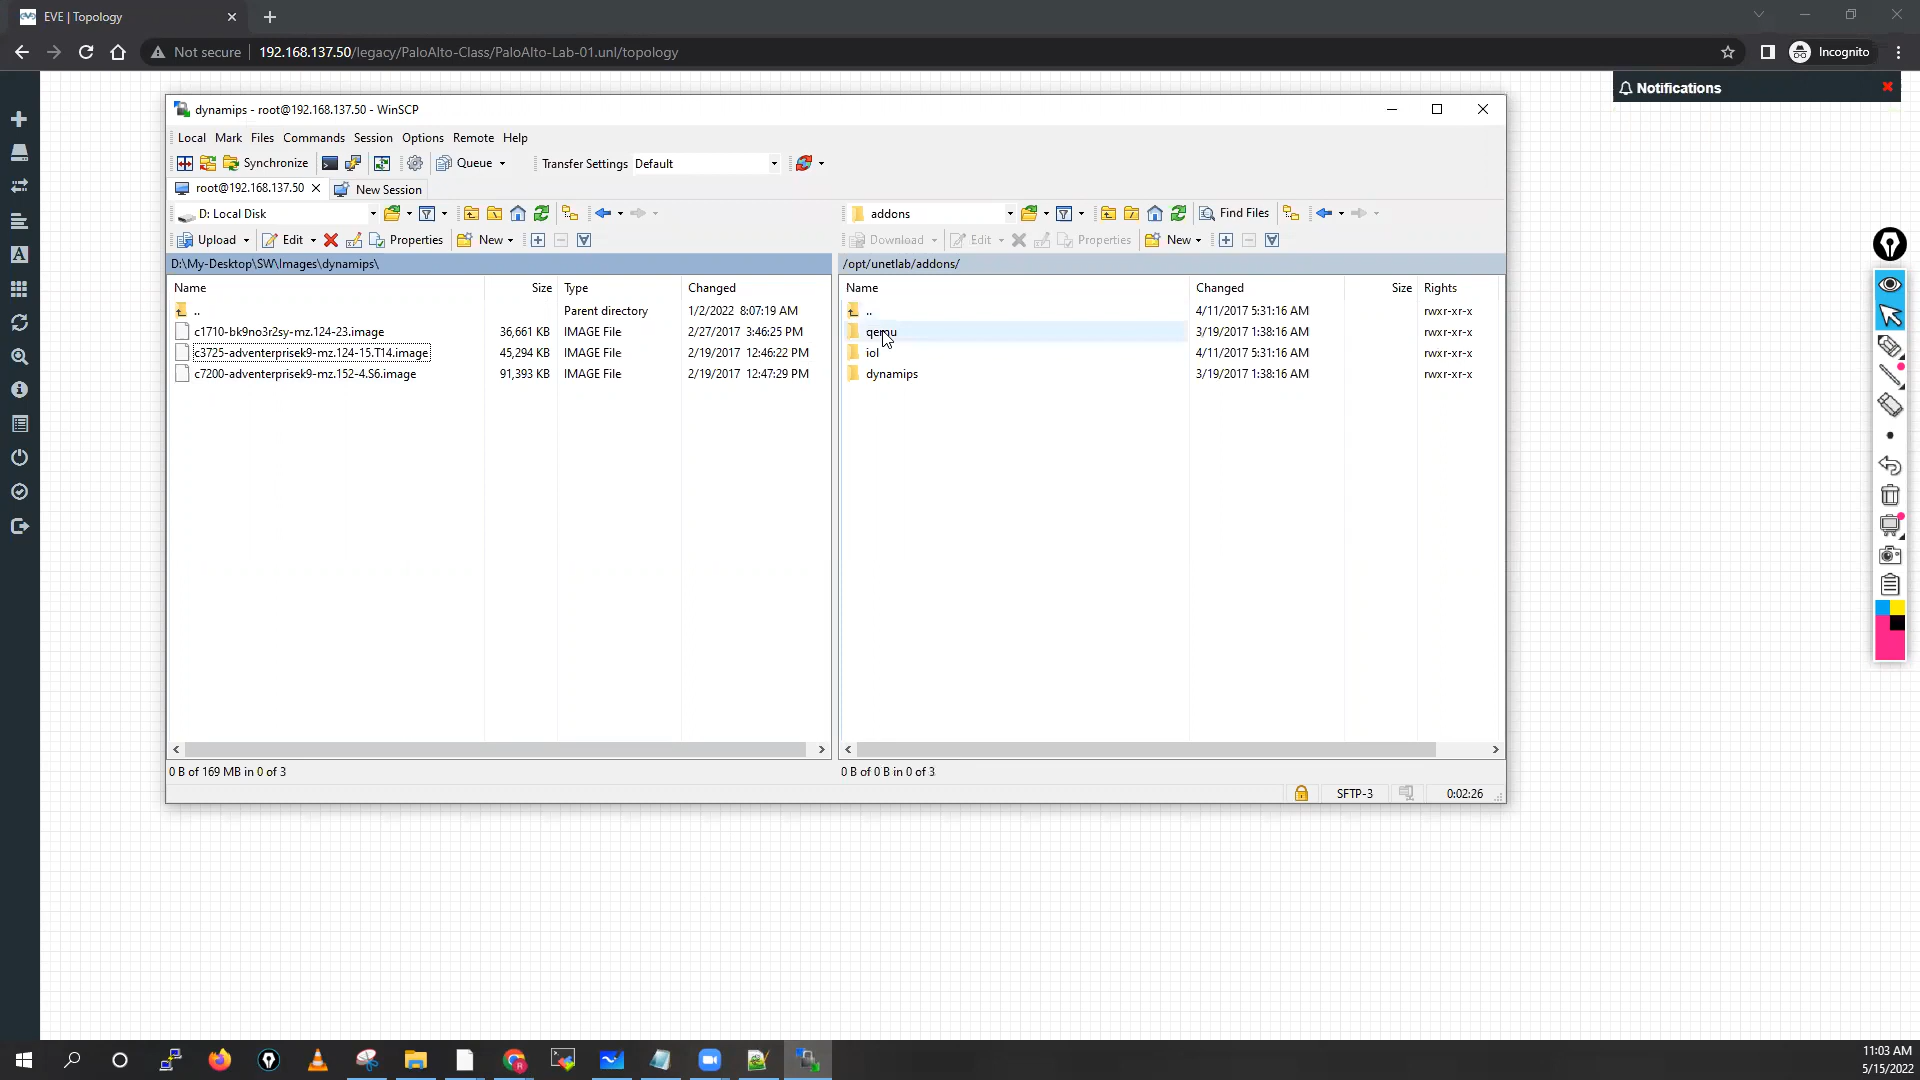 EVE | Topology
Not secure 192.168.137.50/legacy/PaloAlto-Class/PaloAlto-Lab-01.unl/topology
Incognito
Notifications
dynamips - root@192.168.137.50 - WinSCP
Local Mark Files Commands Session Options Remote Help
Synchronize Queue Transfer Settings Default
root@192.168.137.50 New Session
D: Local Disk addons Find Files
Upload Edit Properties New Download Edit Properties New
D:\My-Desktop\SW\Images\dynamips\ /opt/unetlab/addons/
Name Size Type Changed Name Changed Size Rights
.. Parent directory 1/2/2022 8:07:19 AM .. 4/11/2017 5:31:16 AM rwxr-xr-x
c1710-bk9no3r2sy-mz.124-23.image 36,661 KB IMAGE File 2/27/2017 3:46:25 PM qemu 3/19/2017 1:38:16 AM rwxr-xr-x
c3725-adventerprisek9-mz.124-15.T14.image 45,294 KB IMAGE File 2/19/2017 12:46:22 PM iol 4/11/2017 5:31:16 AM rwxr-xr-x
c7200-adventerprisek9-mz.152-4.S6.image 91,393 KB IMAGE File 2/19/2017 12:47:29 PM dynamips 3/19/2017 1:38:16 AM rwxr-xr-x
0 B of 169 MB in 0 of 3 0 B of 0 B in 0 of 3
SFTP-3 0:02:26
11:03 AM
5/15/2022